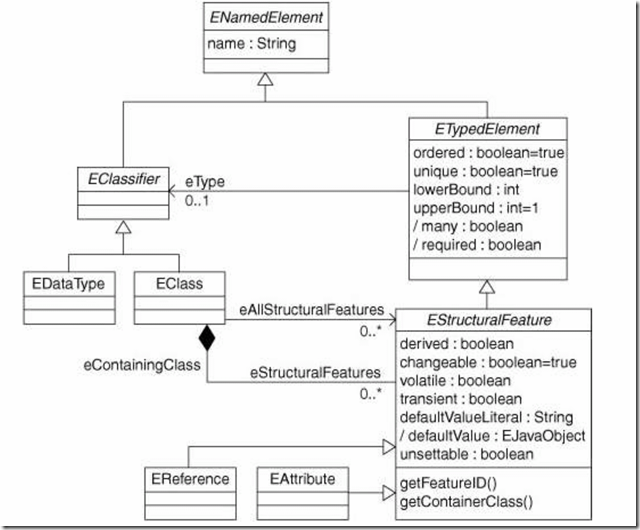 ENamedElement
name : String
ETypedElement
ordered : boolean=true
unique : boolean=true
lowerBound : int
upperBound : int=1
/ many : boolean
/ required : boolean
EClassifier
eType
0..1
EDataType
EClass
eAllStructuralFeatures
0..*
EStructuralFeature
derived : boolean
changeable : boolean=true
volatile : boolean
transient : boolean
defaultValueLiteral : String
/ defaultValue : EJavaObject
unsettable : boolean
getFeatureID()
getContainerClass()
eContainingClass
eStructuralFeatures
0..*
EReference
EAttribute